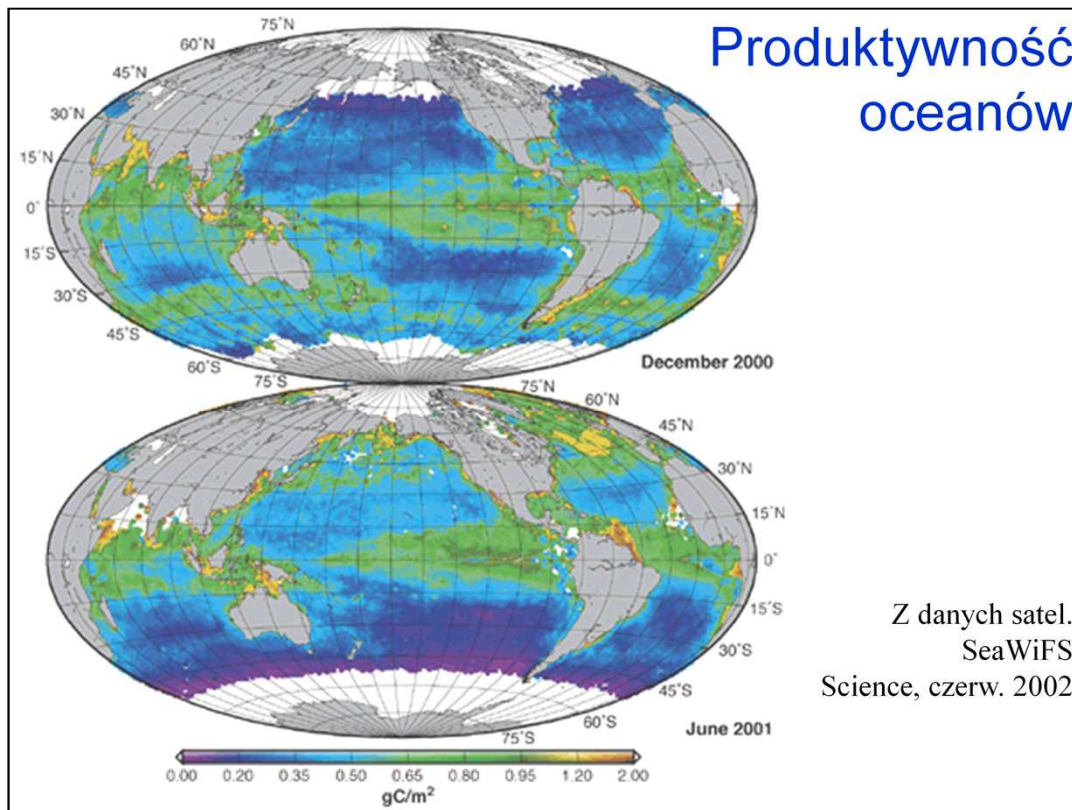 Produktywność
oceanów
75°N
60°N
45°N
30°N
15°N
0°
15°S
30°S
45°S
60°S
75°S
December 2000
75°N
60°N
45°N
30°N
15°N
0°
15°S
30°S
45°S
60°S
75°S
June 2001
Z danych satel.
SeaWiFS
Science, czerw. 2002
0.00 0.20 0.35 0.50 0.65 0.80 0.95 1.20 2.00
gC/m²